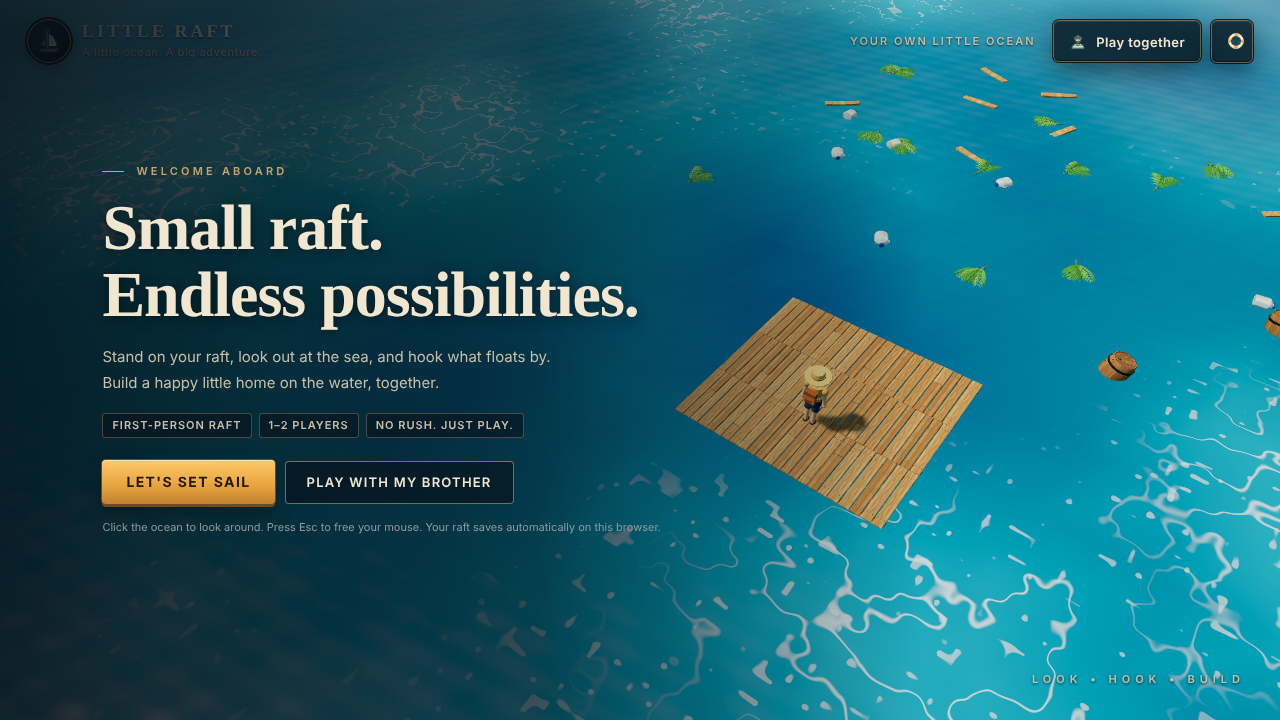 LITTLE RAFT
A little ocean. A big adventure.
YOUR OWN LITTLE OCEAN
Play together
WELCOME ABOARD
Small raft.
Endless possibilities.
Stand on your raft, look out at the sea, and hook what floats by.
Build a happy little home on the water, together.
FIRST-PERSON RAFT
1–2 PLAYERS
NO RUSH. JUST PLAY.
LET'S SET SAIL
PLAY WITH MY BROTHER
Click the ocean to look around. Press Esc to free your mouse. Your raft saves automatically on this browser.
LOOK • HOOK • BUILD